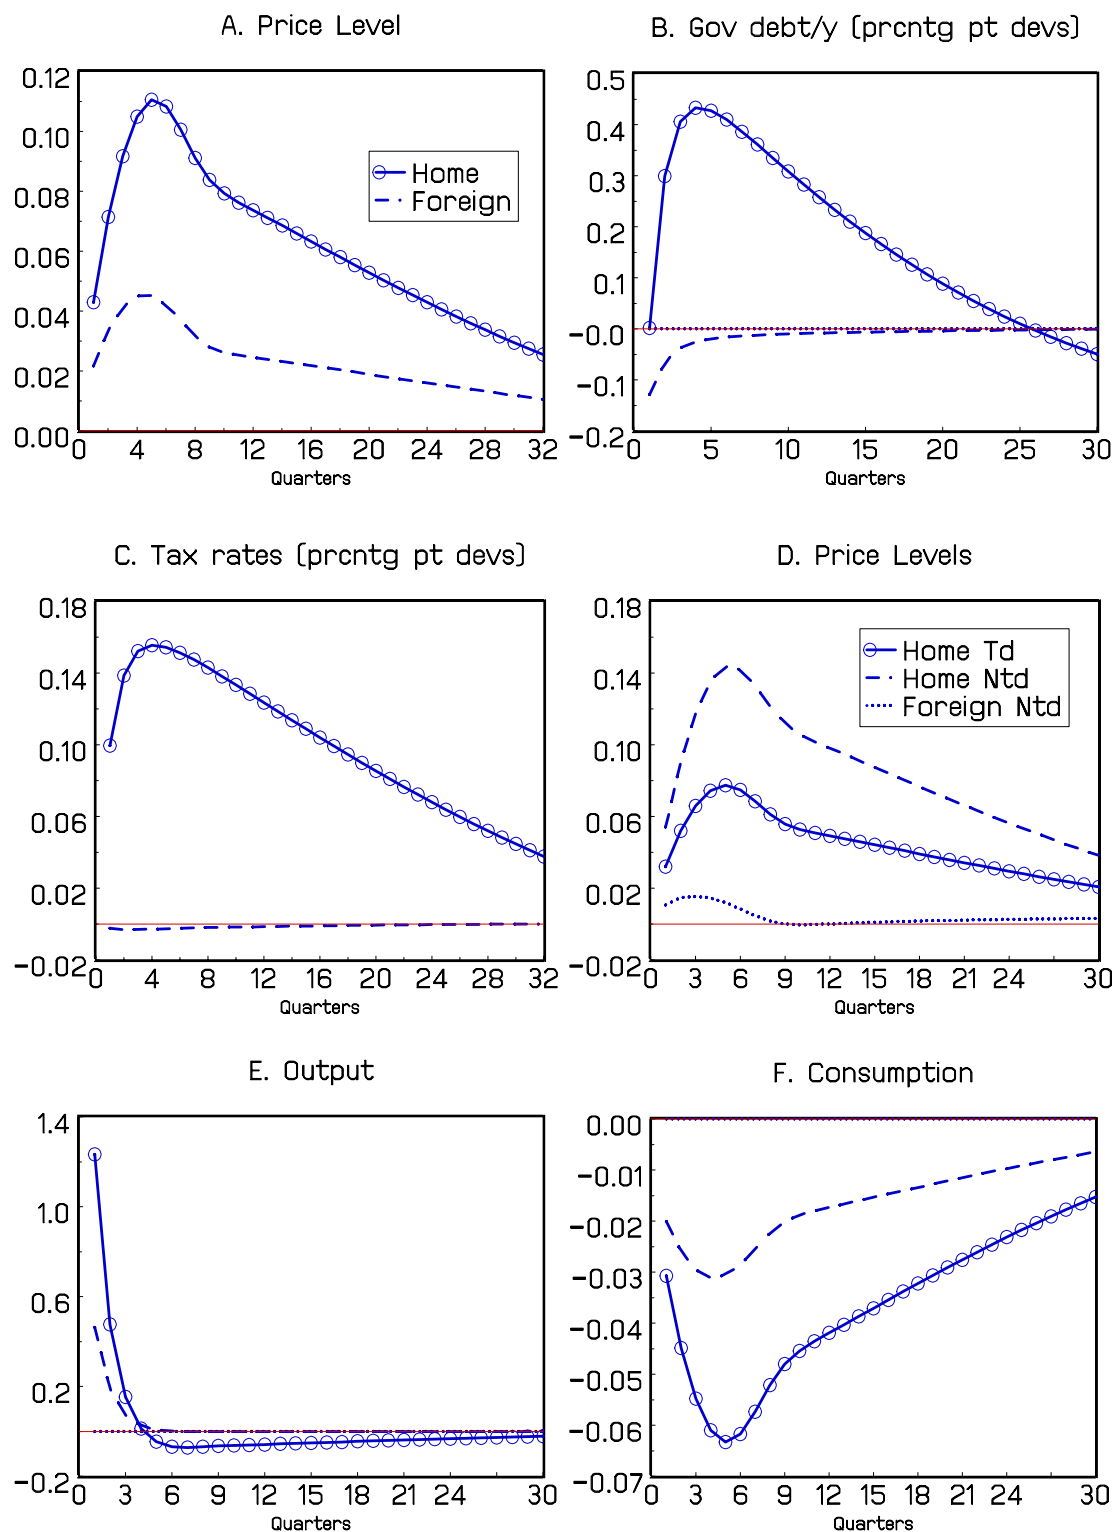 A. Price Level
0.12
0.10
0.08
0.06
0.04
0.02
0.00
Home
Foreign
0 4 8 12 16 20 24 28 32
Quarters
B. Gov debt/y (prcntg pt devs)
0.5
0.4
0.3
0.2
0.1
-0.0
-0.1
-0.2
5 10 15 20 25 30
Quarters
C. Tax rates (prcntg pt devs)
0.18
0.14
0.10
0.06
0.02
-0.02
0 4 8 12 16 20 24 28 32
Quarters
D. Price Levels
0.18
0.14
0.10
0.06
0.02
-0.02
Home Td
Home Ntd
Foreign Ntd
0 3 6 9 12 15 18 21 24 30
Quarters
E. Output
1.4
1.0
0.6
0.2
-0.2
0 3 6 9 12 15 18 21 24 30
Quarters
F. Consumption
0.00
-0.01
-0.02
-0.03
-0.04
-0.05
-0.06
-0.07
0 3 6 9 12 15 18 21 24 30
Quarters